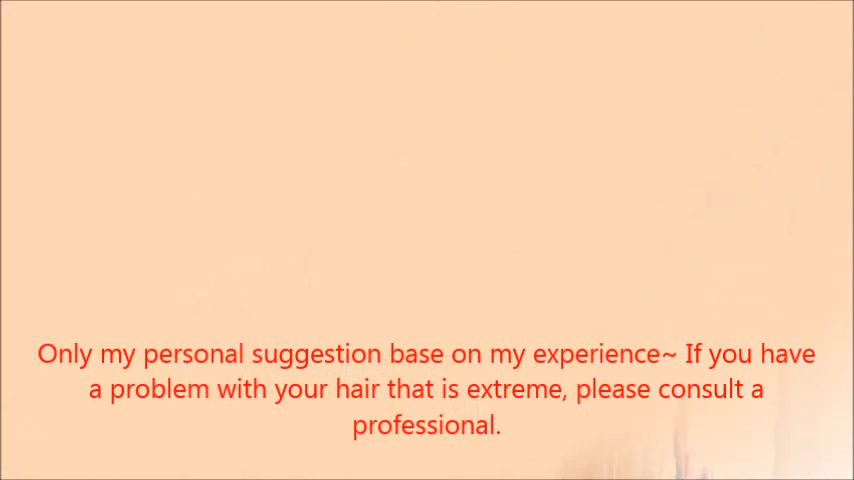 Only my personal suggestion base on my experience~ If you have
a problem with your hair that is extreme, please consult a
professional.